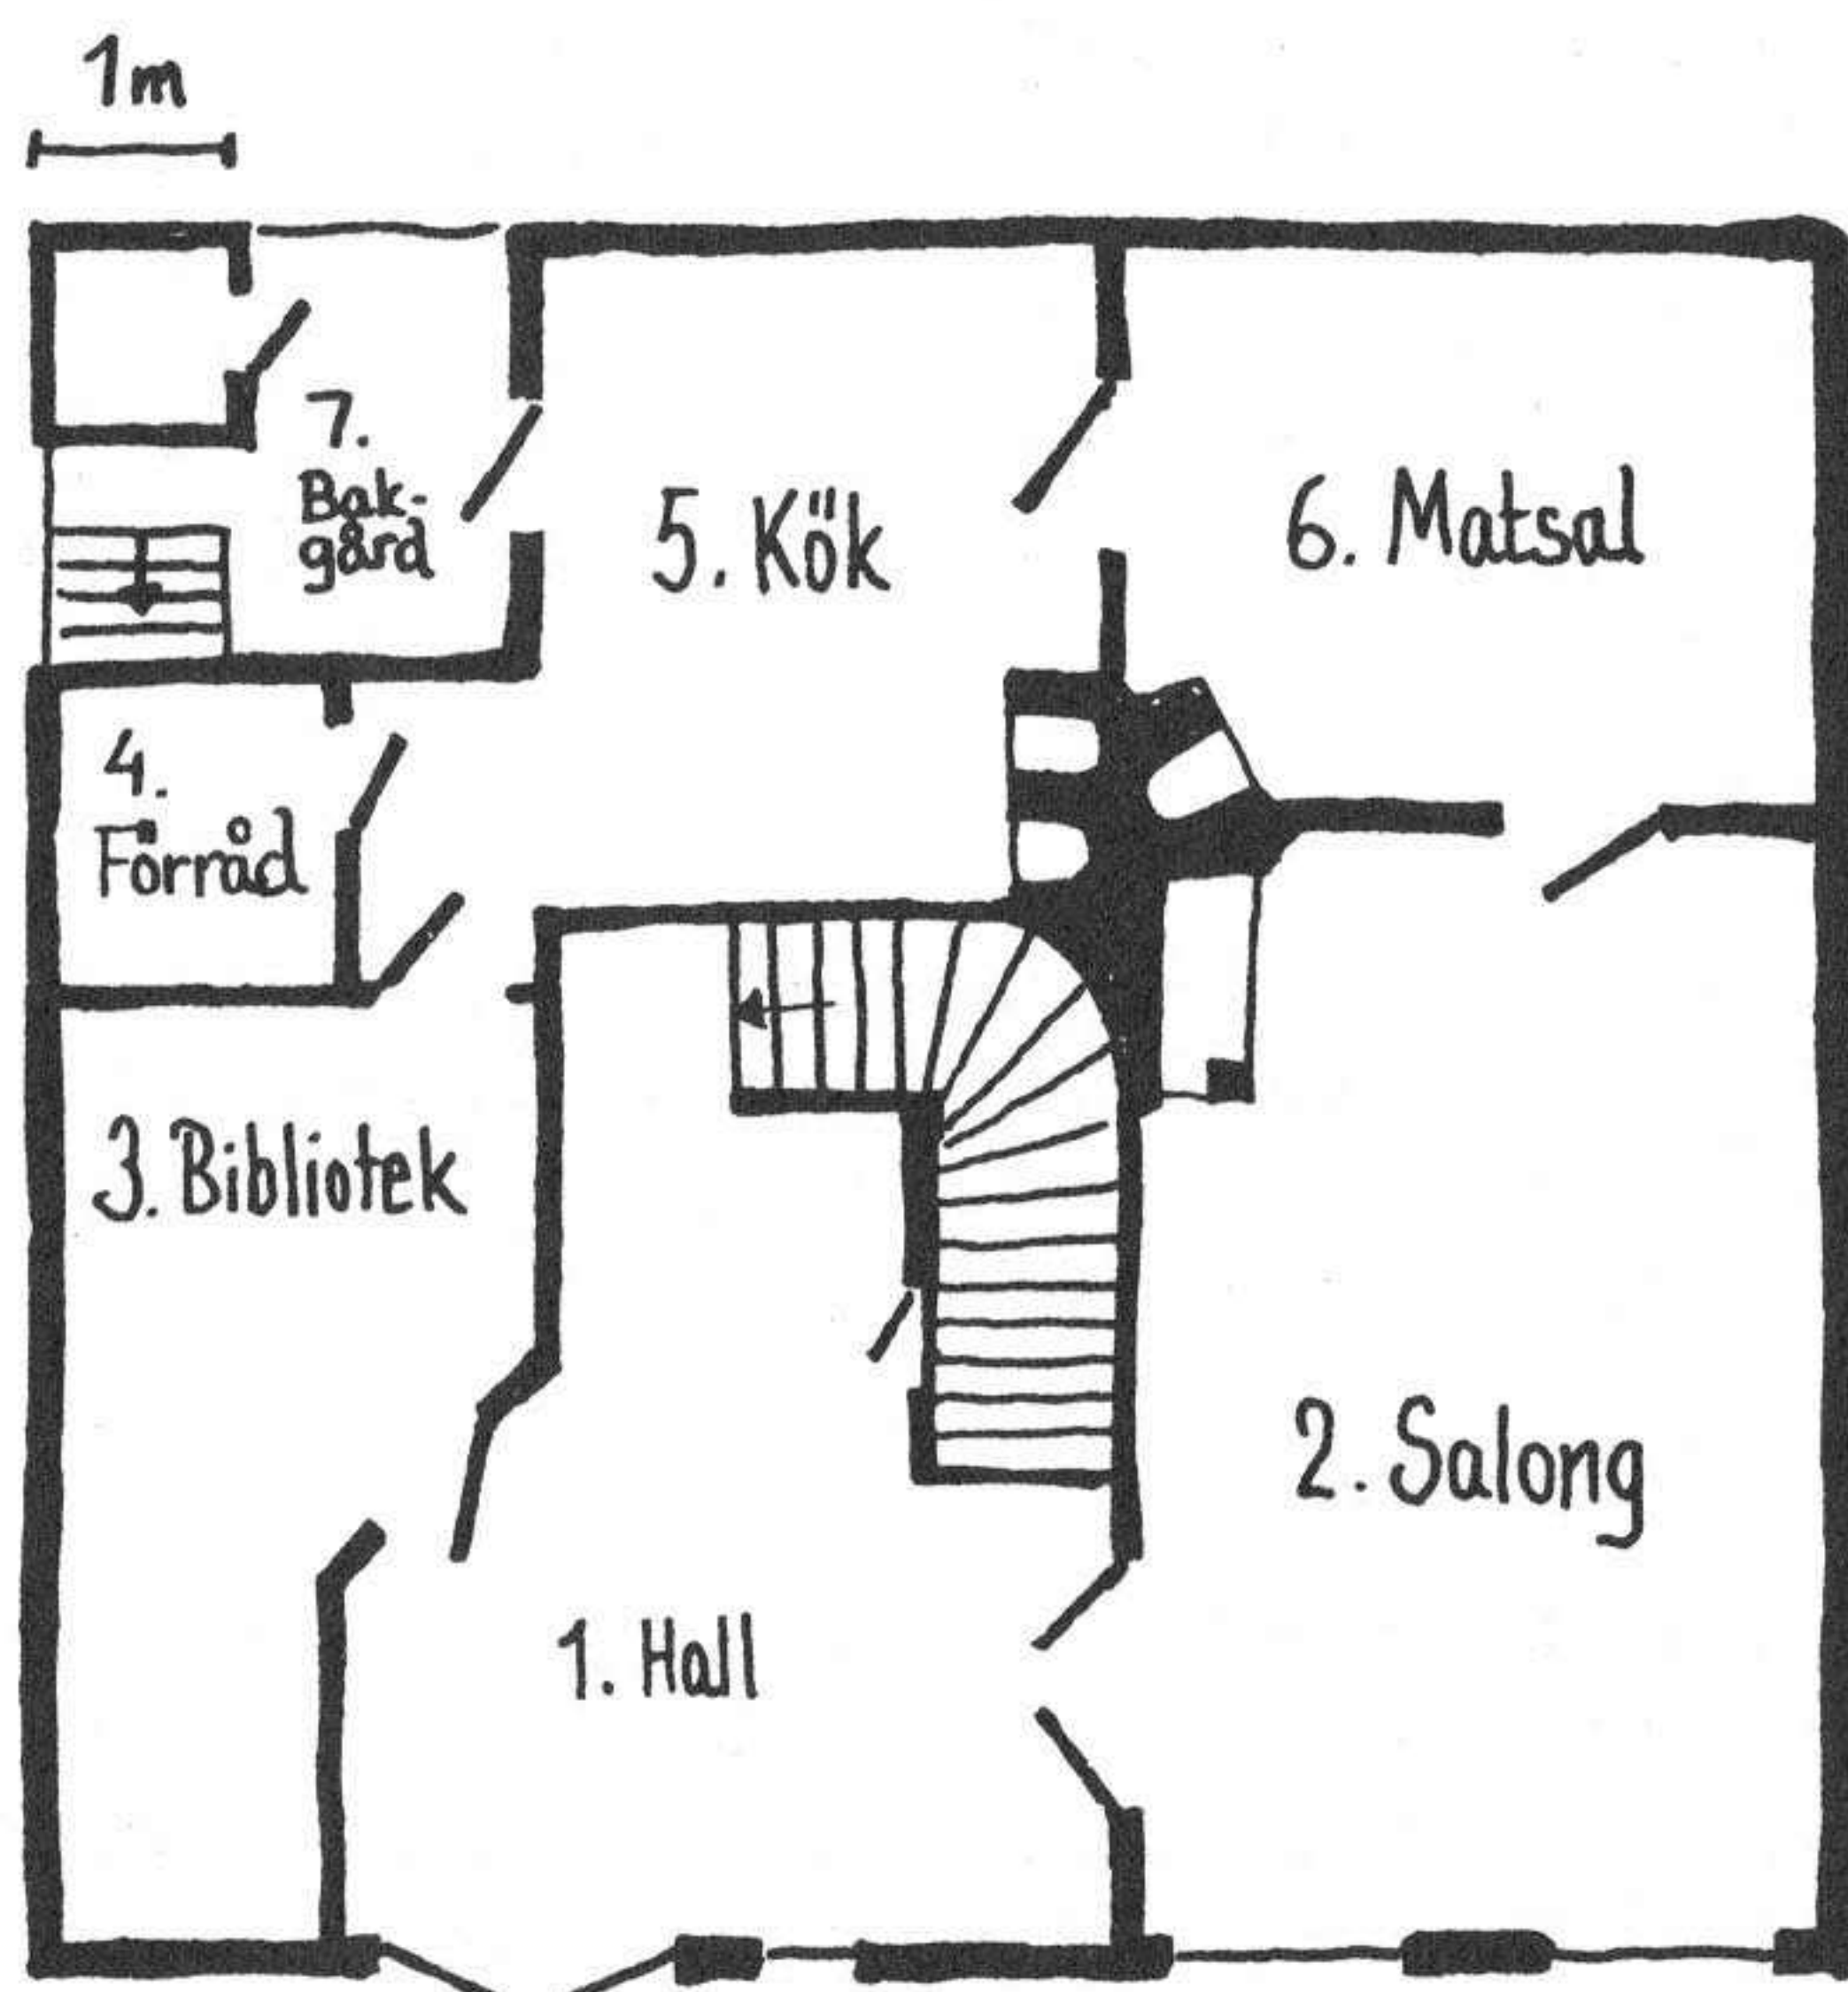 1m
7.
Bak-
gård
5. Kök
6. Matsal
4.
Förråd
3. Bibliotek
2. Salong
1. Hall